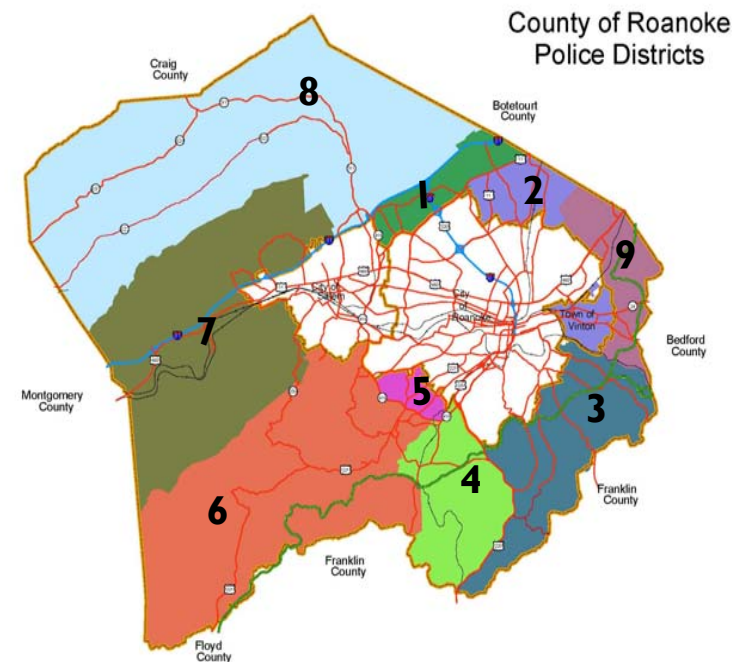 County of Roanoke
Police Districts
Craig
County
8
Botetourt
County
1
2
9
City of
Salem
City
of
Roanoke
Town of
Vinton
7
Bedford
County
Montgomery
County
5
3
4
6
Franklin
County
Franklin
County
Floyd
County